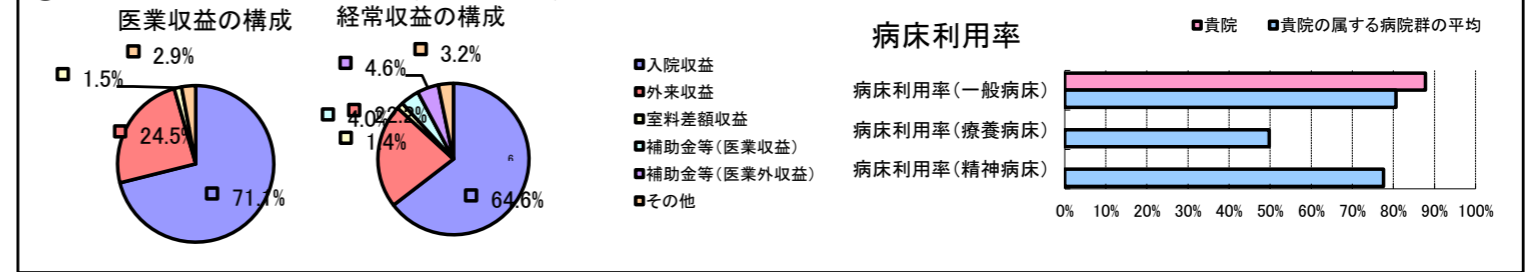 医業収益の構成
2.9%
1.5%
24.5%
71.1%
経常収益の構成
3.2%
4.6%
4.0%
22.2%
1.4%
6
64.6%
入院収益
外来収益
室料差額収益
補助金等(医業収益)
補助金等(医業外収益)
その他
病床利用率
貴院
貴院の属する病院群の平均
病床利用率(一般病床)
病床利用率(療養病床)
病床利用率(精神病床)
0% 10% 20% 30% 40% 50% 60% 70% 80% 90% 100%